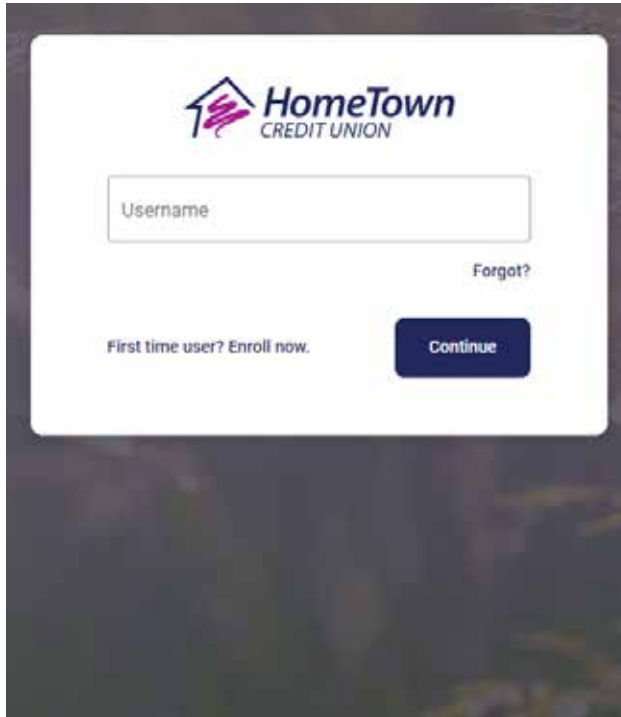 HomeTown
CREDIT UNION
Username
Forgot?
First time user? Enroll now.
Continue